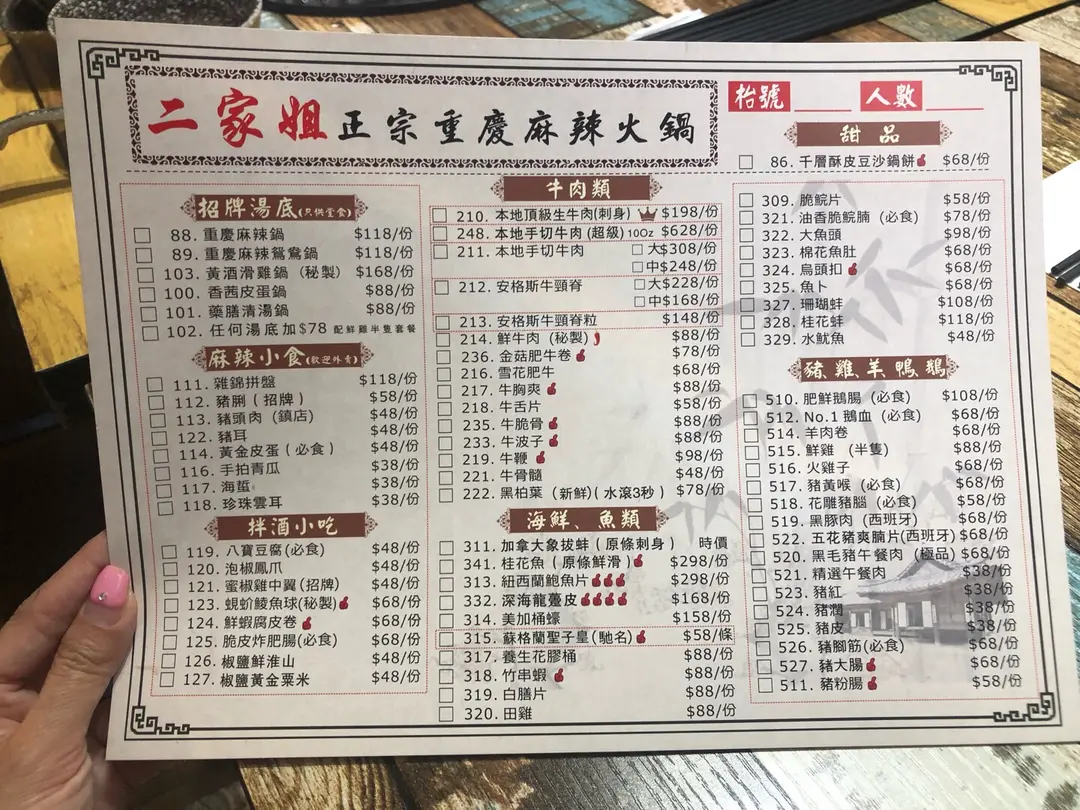 二家姐正宗重慶麻辣火鍋
枱號 人數
招牌湯底(只供堂食)
88. 重慶麻辣鍋 $118/份
89. 重慶麻辣鴛鴦鍋 $118/份
103. 黃酒滑雞鍋 (秘製) $168/份
100. 香茜皮蛋鍋 $88/份
101. 藥膳清湯鍋 $88/份
102. 任何湯底加$78 配鮮雞半隻套餐
麻辣小食(歡迎外賣)
111. 雜錦拼盤 $118/份
112. 豬脷 ( 招牌 ) $58/份
113. 豬頭肉 (鎮店) $48/份
122. 豬耳 $48/份
114. 黃金皮蛋 ( 必食 ) $48/份
116. 手拍青瓜 $38/份
117. 海蜇 $38/份
118. 珍珠雲耳 $38/份
拌酒小吃
119. 八寶豆腐(必食) $48/份
120. 泡椒鳳爪 $48/份
121. 蜜椒雞中翼 (招牌) $48/份
123. 蜆蚧鯪魚球(秘製) $68/份
124. 鮮蝦腐皮卷 $68/份
125. 脆皮炸肥腸(必食) $68/份
126. 椒鹽鮮淮山 $48/份
127. 椒鹽黃金粟米 $48/份
牛肉類
210. 本地頂級生牛肉(刺身) $198/份
248. 本地手切牛肉 (超級) 10Oz $628/份
211. 本地手切牛肉 大$308/份
中$248/份
212. 安格斯牛頸脊 大$228/份
中$168/份
213. 安格斯牛頸脊粒 $148/份
214. 鮮牛肉 (秘製) $88/份
236. 金菇肥牛卷 $78/份
216. 雪花肥牛 $68/份
217. 牛胸爽 $88/份
218. 牛舌片 $58/份
235. 牛脆骨 $88/份
233. 牛波子 $88/份
219. 牛鞭 $98/份
221. 牛骨髓 $48/份
222. 黑柏葉 (新鮮)( 水滾3秒 ) $78/份
海鮮、魚類
311. 加拿大象拔蚌 ( 原條刺身 ) 時價
341. 桂花魚 ( 原條鮮滑 ) $298/份
313. 紐西蘭鮑魚片 $298/份
332. 深海龍躉皮 $168/份
314. 美加桶蠔 $158/份
315. 蘇格蘭聖子皇(馳名) $58/條
317. 養生花膠桶 $88/份
318. 竹串蝦 $88/份
319. 白膳片 $88/份
320. 田雞 $88/份
甜 品
86. 千層酥皮豆沙鍋餅 $68/份
309. 脆鯇片 $58/份
321. 油香脆鯇腩 (必食) $78/份
322. 大魚頭 $98/份
323. 棉花魚肚 $68/份
324. 烏頭扣 $68/份
325. 魚卜 $68/份
327. 珊瑚蚌 $108/份
328. 桂花蚌 $118/份
329. 水魷魚 $48/份
豬、雞、羊、鴨、鵝
510. 肥鮮鵝腸 (必食) $108/份
512. No.1 鵝血 (必食) $68/份
514. 羊肉卷 $68/份
515. 鮮雞 (半隻) $88/份
516. 火雞子 $68/份
517. 豬黃喉 (必食) $68/份
518. 花雕豬腦 (必食) $58/份
519. 黑豚肉 (西班牙) $68/份
522. 五花豬爽腩片(西班牙) $68/份
520. 黑毛豬午餐肉 (極品) $68/份
521. 精選午餐肉 $38/份
523. 豬紅 $38/份
524. 豬潤 $38/份
525. 豬皮 $38/份
526. 豬腳筋(必食) $68/份
527. 豬大腸 $68/份
511. 豬粉腸 $58/份